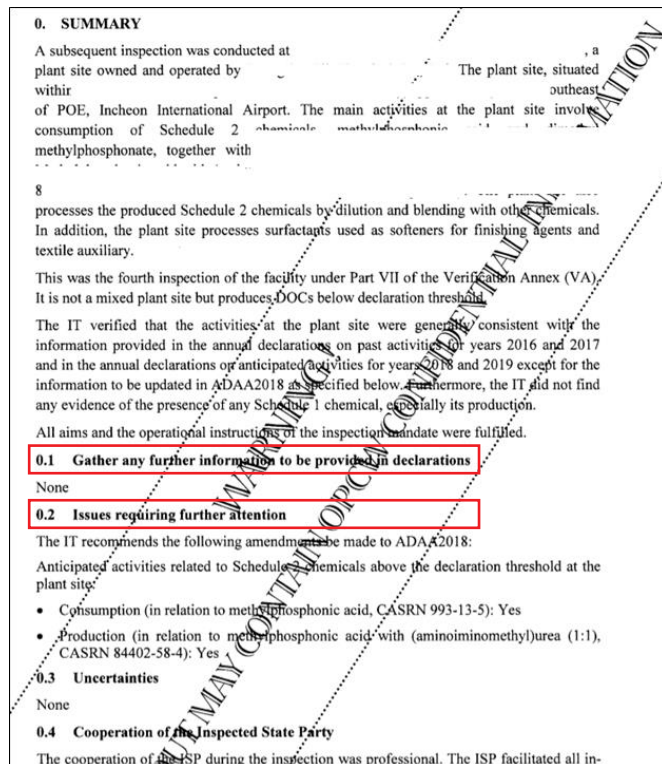 0. SUMMARY
A subsequent inspection was conducted at , a
plant site owned and operated by The plant site, situated
southeast
of POE, Incheon International Airport. The main activities at the plant site involve
consumption of Schedule 2 chemicals, methylphosphonic acid and
methylphosphonate, together with
8
processes the produced Schedule 2 chemicals by dilution and blending with other chemicals.
In addition, the plant site processes surfactants used as softeners for finishing agents and
textile auxiliary.
This was the fourth inspection of the facility under Part VII of the Verification Annex (VA).
It is not a mixed plant site but produces DOCs below declaration threshold.
The IT verified that the activities at the plant site were generally consistent with the
information provided in the annual declarations on past activities for years 2016 and 2017
and in the annual declarations on anticipated activities for years 2018 and 2019 except for the
information to be updated in ADAA2018 as specified below. Furthermore, the IT did not find
any evidence of the presence of any Schedule 1 chemical, especially its production.
All aims and the operational instructions of the inspection mandate were fulfilled.
0.1 Gather any further information to be provided in declarations
None
0.2 Issues requiring further attention
The IT recommends the following amendments be made to ADAA2018:
Anticipated activities related to Schedule 2 chemicals above the declaration threshold at the
plant site:
• Consumption (in relation to methylphosphonic acid, CASRN 993-13-5): Yes
• Production (in relation to methylphosphonic acid with (aminoiminomethyl)urea (1:1),
CASRN 84402-58-4): Yes
0.3 Uncertainties
None
0.4 Cooperation of the Inspected State Party
The cooperation of the ISP during the inspection was professional. The ISP facilitated all in-
WARNING
BUT MAY CONTAIN OPCW CONFIDENTIAL INFORMATION